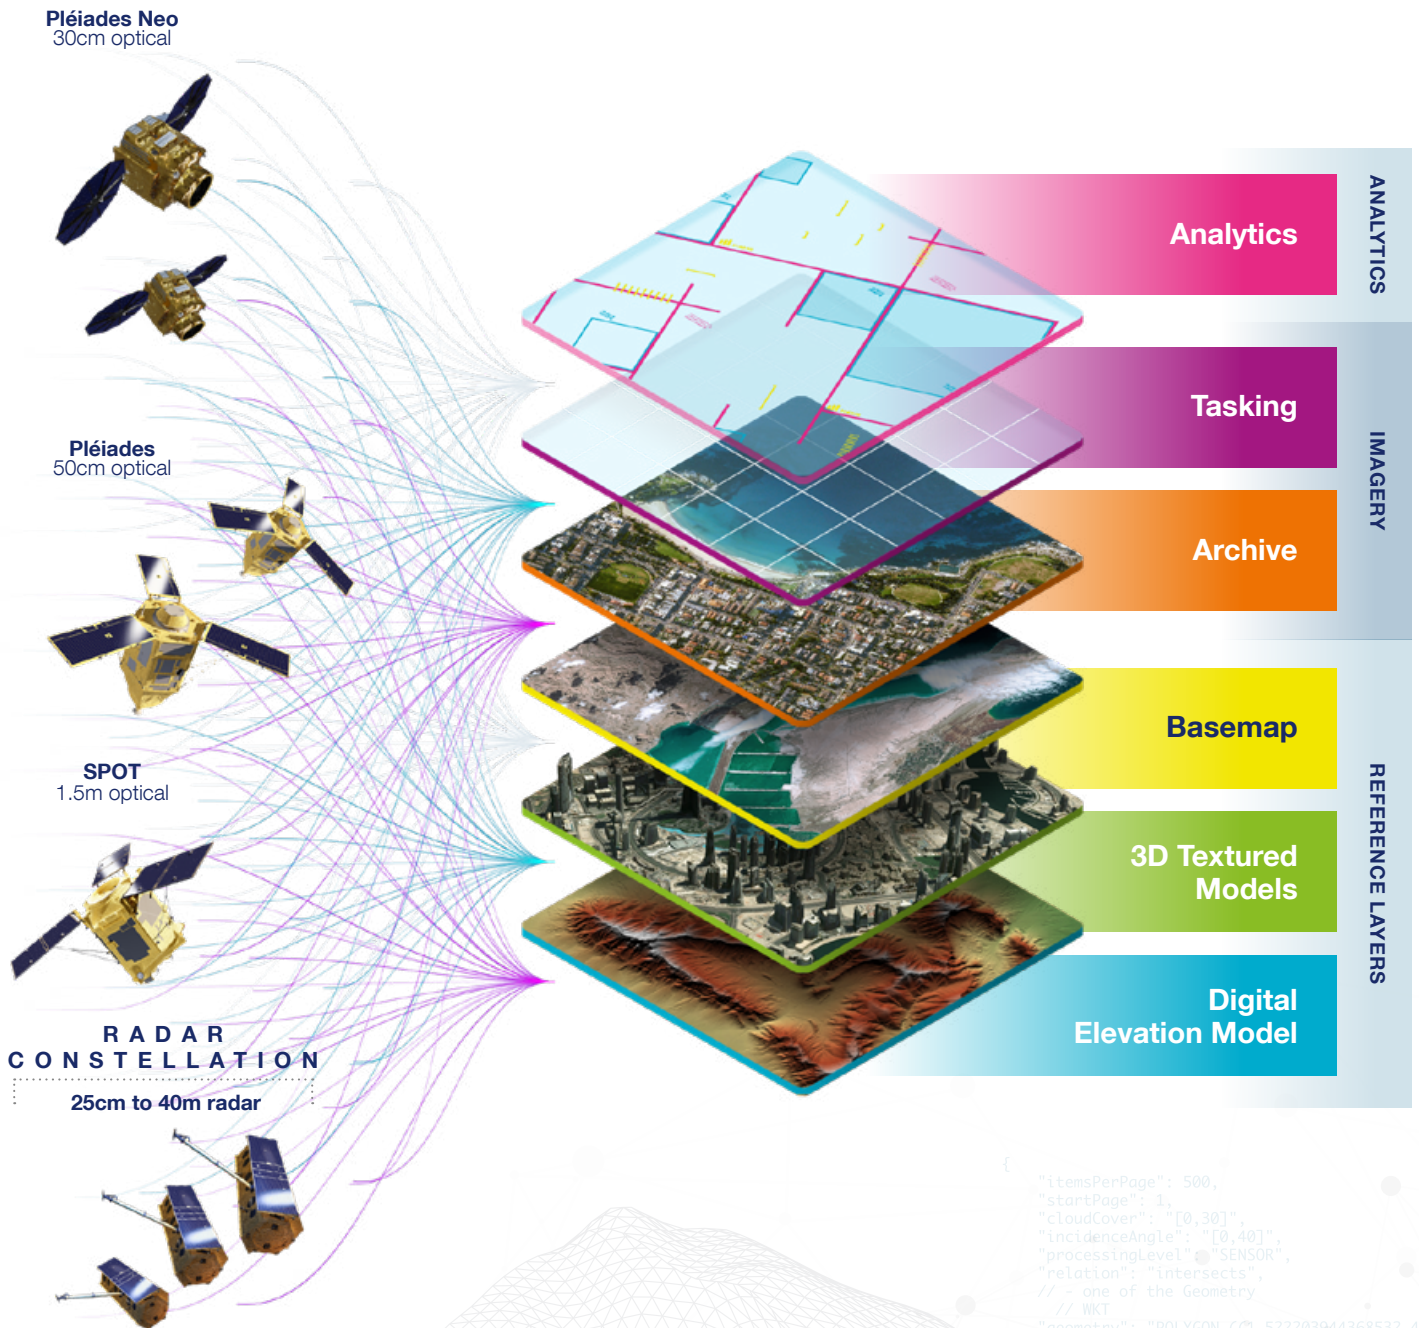 Pléiades Neo
30cm optical
Pléiades
50cm optical
SPOT
1.5m optical
RADAR
CONSTELLATION
25cm to 40m radar
Analytics
Tasking
Archive
Basemap
3D Textured
Models
Digital
Elevation Model
ANALYTICS
IMAGERY
REFERENCE LAYERS
{
"itemsPerPage": 500,
"startPage": 1,
"cloudCover": "[0,30]",
"incidenceAngle": "[0,40]",
"processingLevel": "SENSOR",
"relation": "intersects",
// - one of the Geometry
// WKT